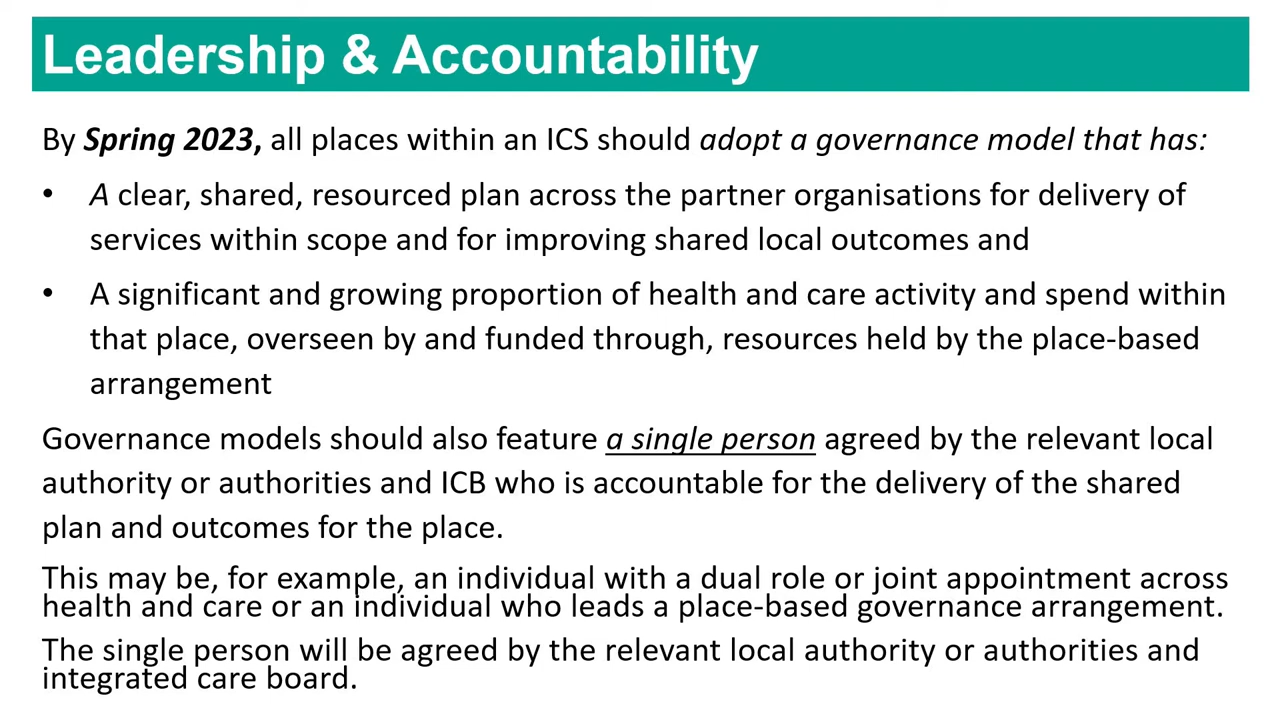 Leadership & Accountability
By Spring 2023, all places within an ICS should adopt a governance model that has:
• A clear, shared, resourced plan across the partner organisations for delivery of
services within scope and for improving shared local outcomes and
• A significant and growing proportion of health and care activity and spend within
that place, overseen by and funded through, resources held by the place-based
arrangement
Governance models should also feature a single person agreed by the relevant local
authority or authorities and ICB who is accountable for the delivery of the shared
plan and outcomes for the place.
This may be, for example, an individual with a dual role or joint appointment across
health and care or an individual who leads a place-based governance arrangement.
The single person will be agreed by the relevant local authority or authorities and
integrated care board.